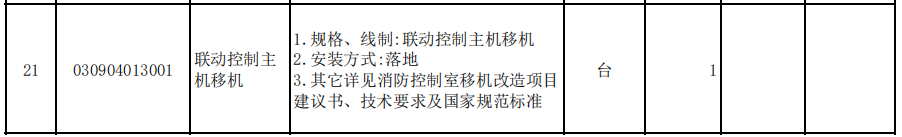 21
030904013001
联动控制主
机移机
1.规格、线制:联动控制主机移机
2.安装方式:落地
3.其它详见消防控制室移机改造项目
建议书、技术要求及国家规范标准
台
1